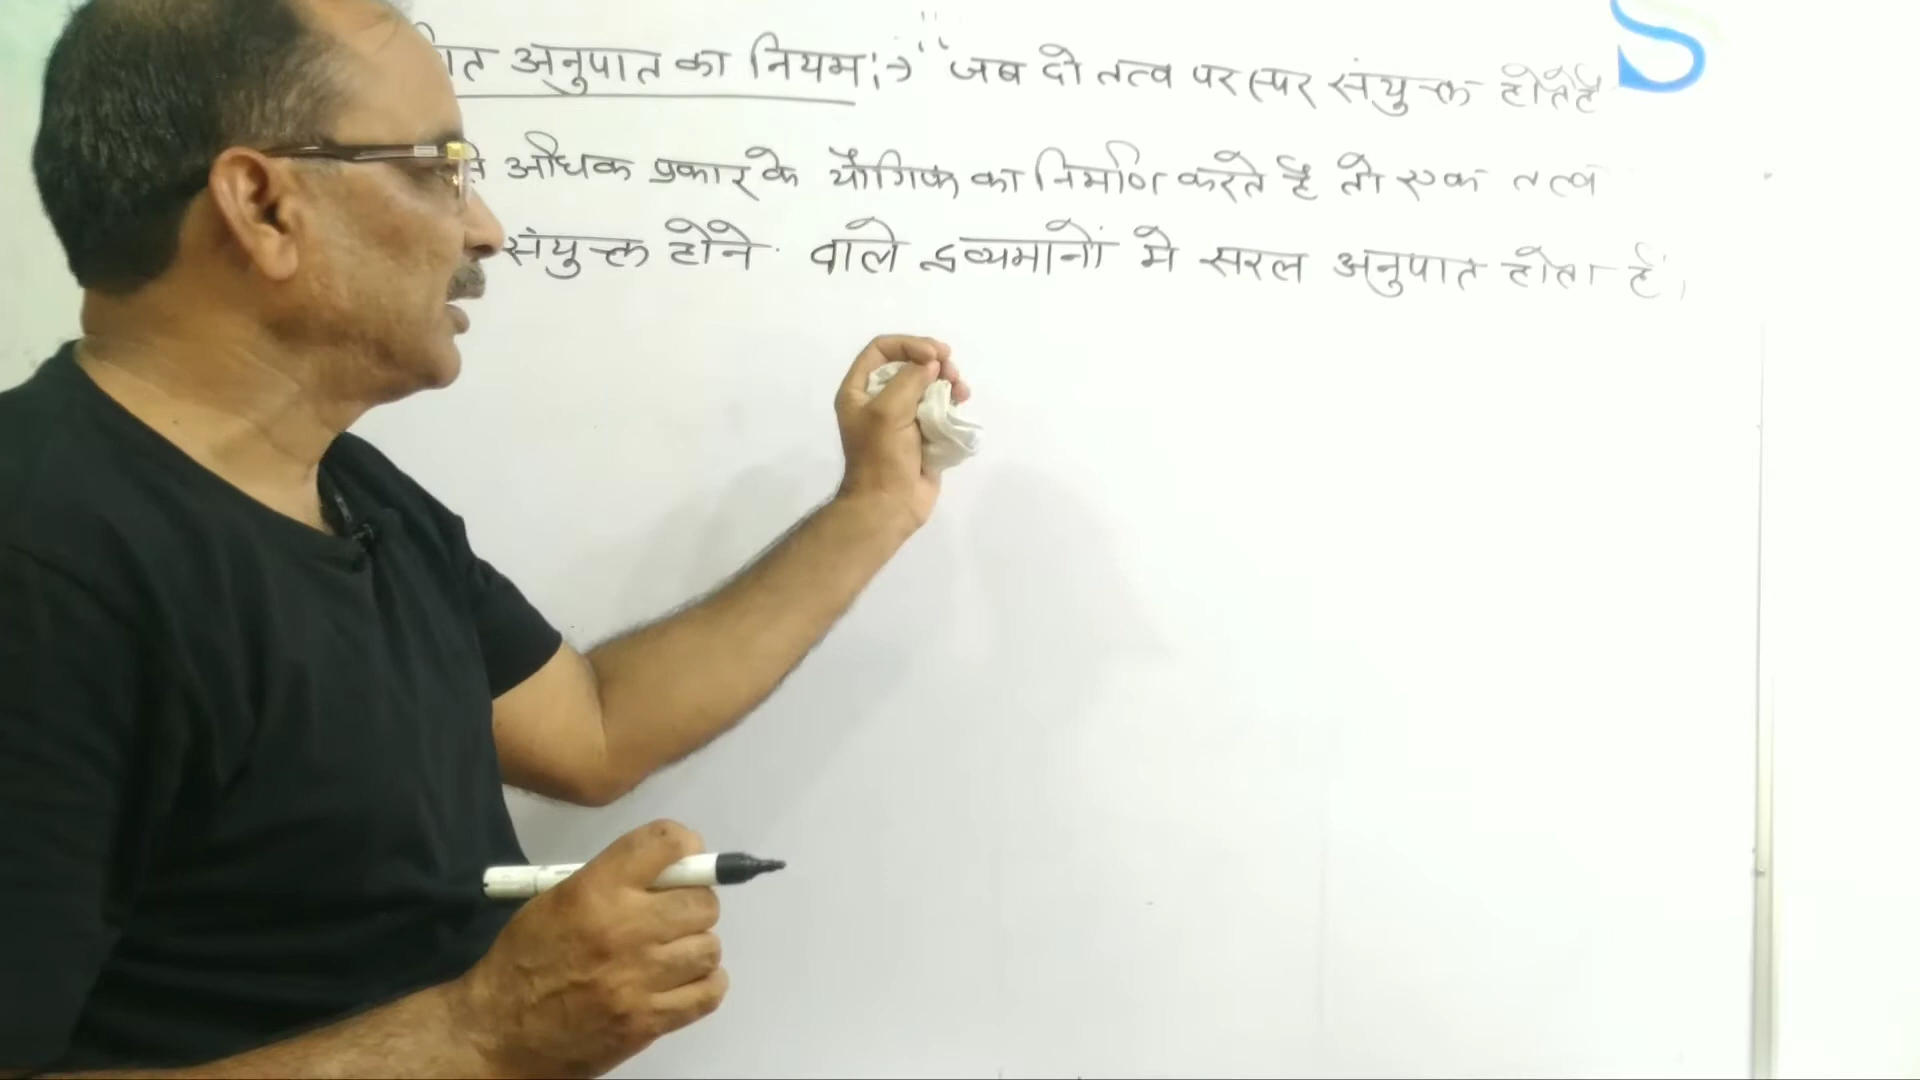 अनुपात का नियम :→ " जब दो तत्व परस्पर संयुक्त होते है
अधिक प्रकार के यौगिक का निर्माण करते है तो एक तत्व
संयुक्त होने वाले द्रव्यमानों मे सरल अनुपात होता है।
S